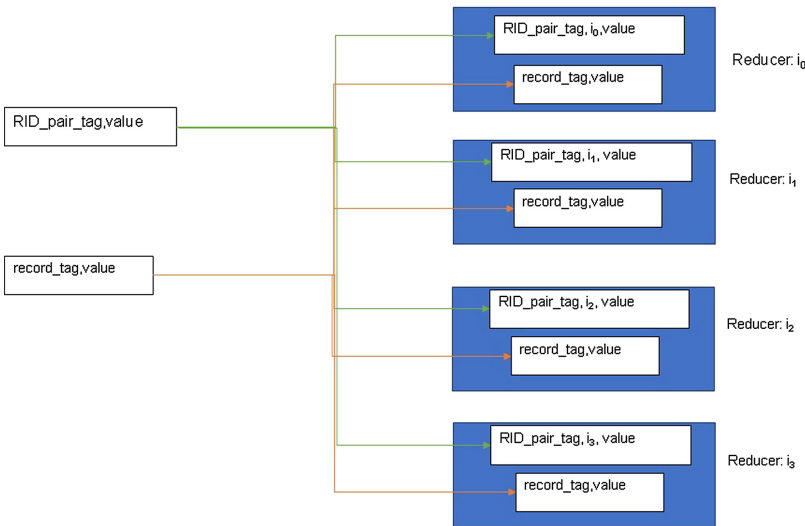 RID_pair_tag, i₀,value
record_tag,value
Reducer: i₀
RID_pair_tag,value
RID_pair_tag, i₁, value
record_tag,value
Reducer: i₁
record_tag,value
RID_pair_tag, i₂, value
record_tag,value
Reducer: i₂
RID_pair_tag, i₃, value
record_tag,value
Reducer: i₃